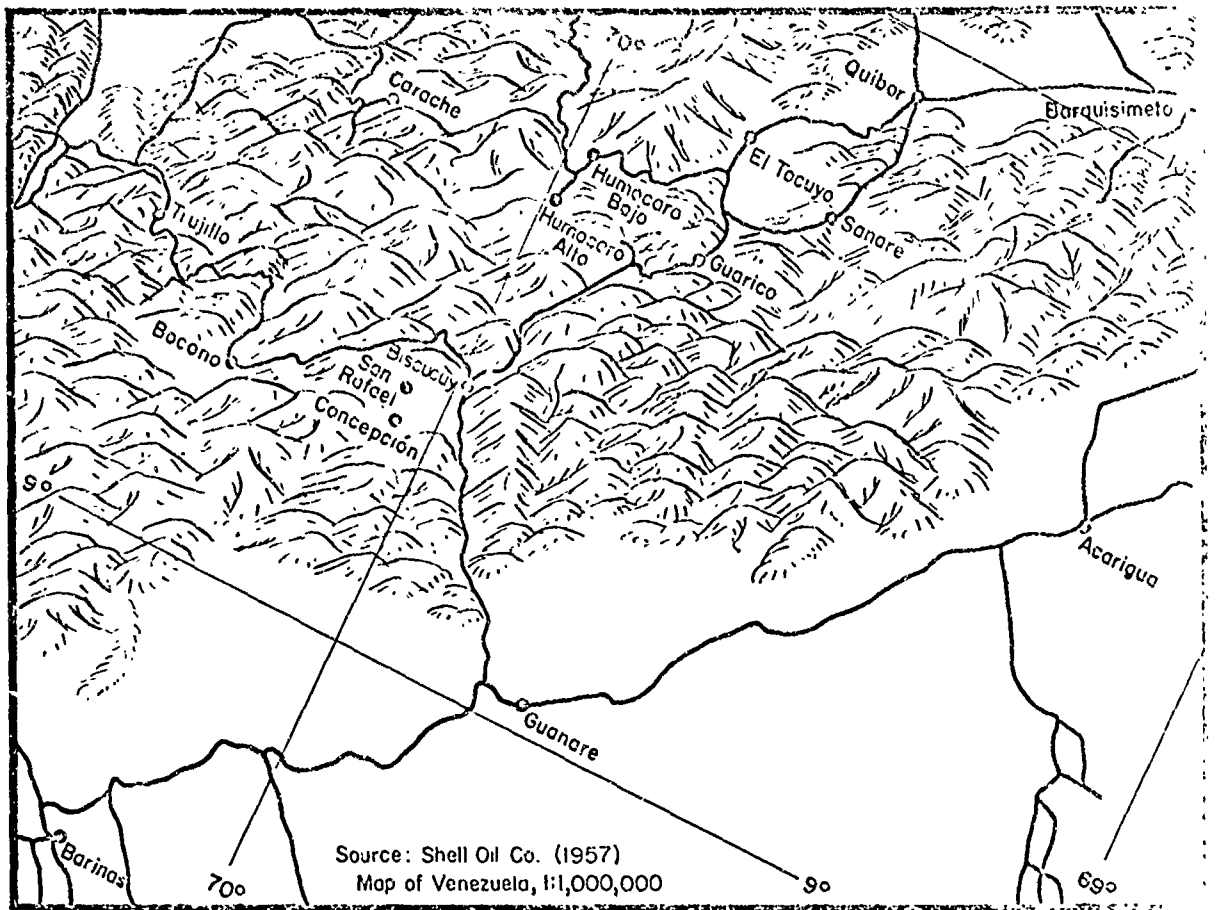 70°
Quibor
Carache
Barquisimeto
El Tocuyo
Humocaro
Bajo
Trujillo
Humocaro
Alto
Sanare
Guarico
Bocono
Biscucuy
San
Rafael
Concepción
9°
Acarigua
Guanare
Barinas
70°
Source: Shell Oil Co. (1957)
Map of Venezuela, 1:1,000,000
9°
69°